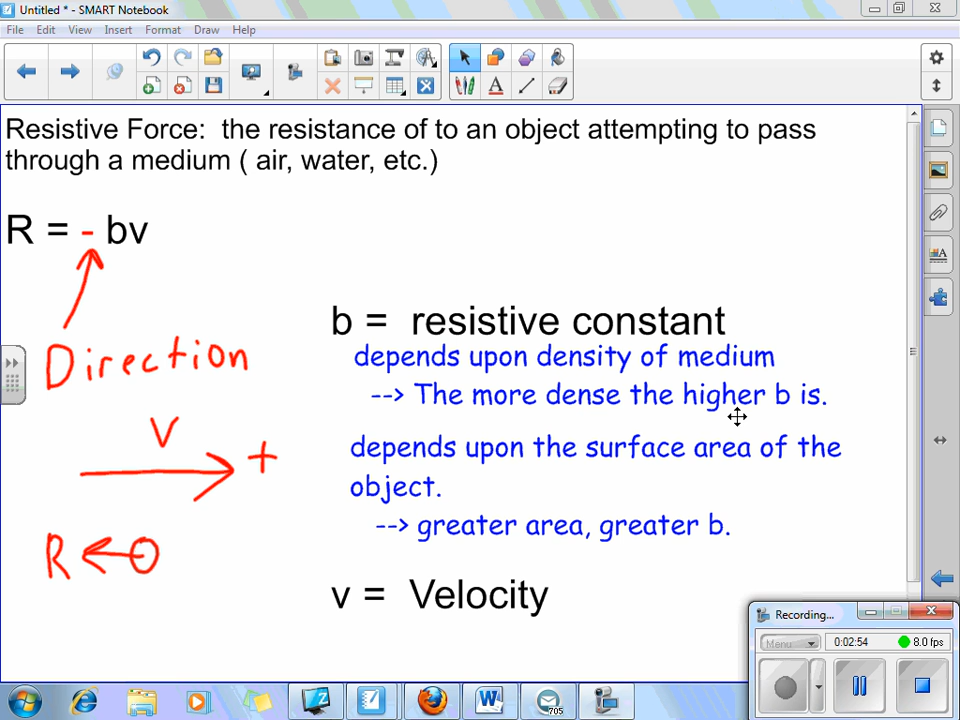 Untitled * - SMART Notebook
File Edit View Insert Format Draw Help
Resistive Force: the resistance of to an object attempting to pass
through a medium ( air, water, etc.)
R = - bv
Direction
V
+
R
b = resistive constant
depends upon density of medium
--> The more dense the higher b is.
depends upon the surface area of the
object.
--> greater area, greater b.
v = Velocity
Recording...
Menu 0:02:54 8.0 fps
705